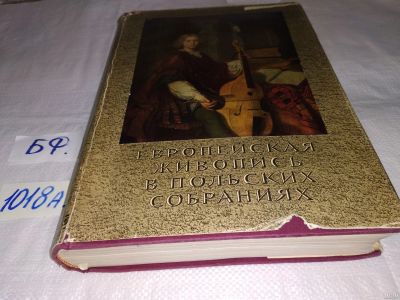 БФ.
1018А
ЕВРОПЕЙСКАЯ
ЖИВОПИСЬ
В ПОЛЬСКИХ
СОБРАНИЯХ